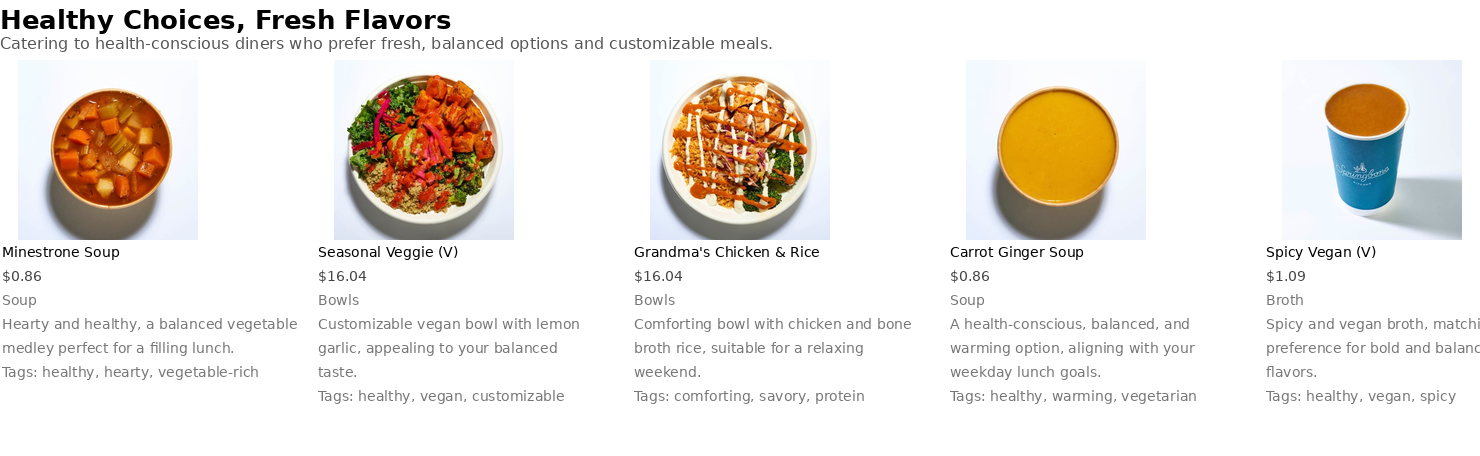 Healthy Choices, Fresh Flavors
Catering to health-conscious diners who prefer fresh, balanced options and customizable meals.
Minestrone Soup
$0.86
Soup
Hearty and healthy, a balanced vegetable
medley perfect for a filling lunch.
Tags: healthy, hearty, vegetable-rich
Seasonal Veggie (V)
$16.04
Bowls
Customizable vegan bowl with lemon
garlic, appealing to your balanced
taste.
Tags: healthy, vegan, customizable
Grandma's Chicken & Rice
$16.04
Bowls
Comforting bowl with chicken and bone
broth rice, suitable for a relaxing
weekend.
Tags: comforting, savory, protein
Carrot Ginger Soup
$0.86
Soup
A health-conscious, balanced, and
warming option, aligning with your
weekday lunch goals.
Tags: healthy, warming, vegetarian
Springbone
KITCHEN
Spicy Vegan (V)
$1.09
Broth
Spicy and vegan broth, matchi
preference for bold and balanc
flavors.
Tags: healthy, vegan, spicy